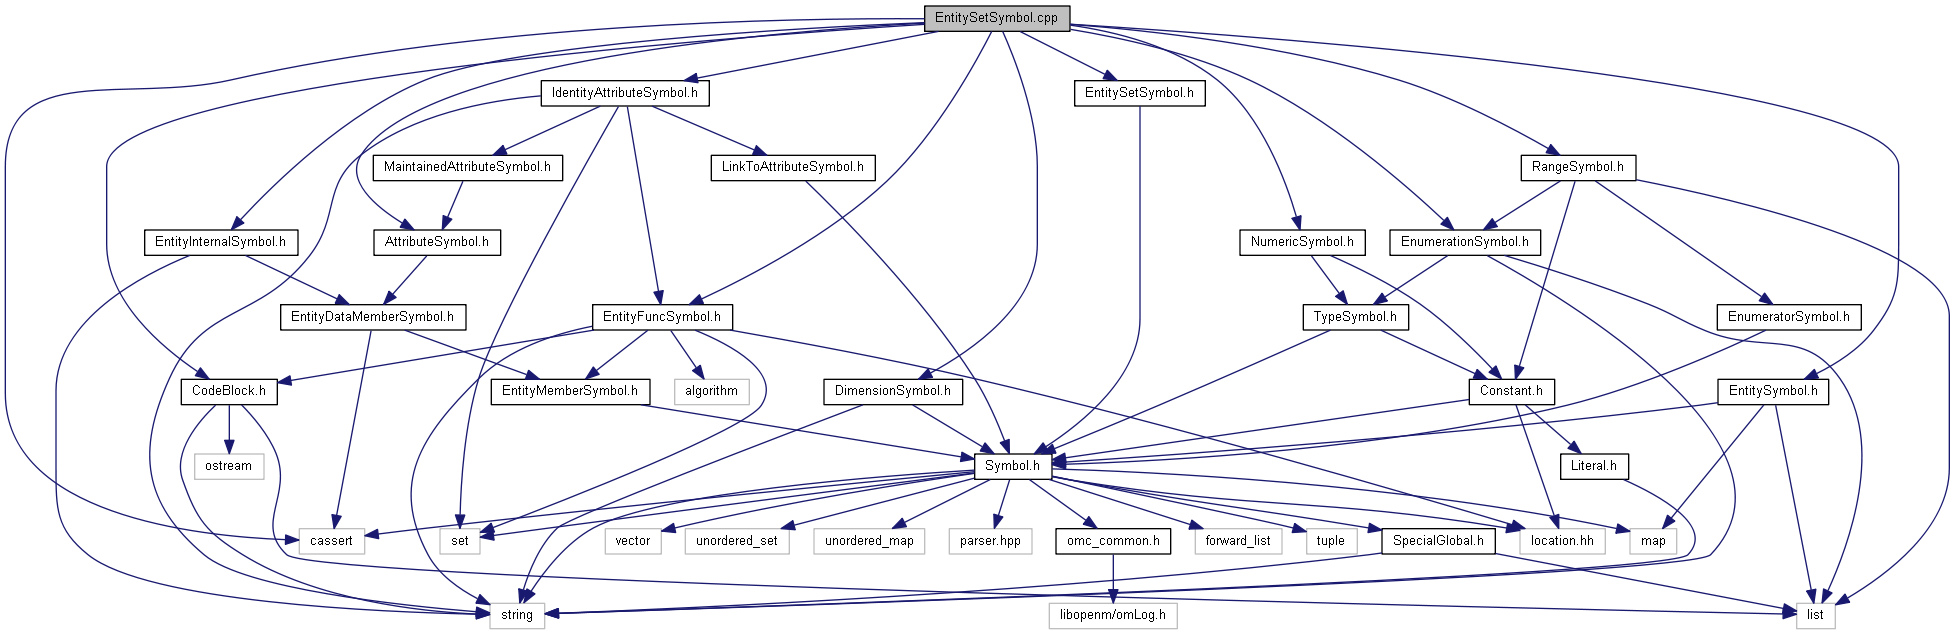 EntitySetSymbol.cpp
IdentityAttributeSymbol.h
EntitySetSymbol.h
MaintainedAttributeSymbol.h
LinkToAttributeSymbol.h
RangeSymbol.h
EntityInternalSymbol.h
AttributeSymbol.h
NumericSymbol.h
EnumerationSymbol.h
EntityDataMemberSymbol.h
EntityFuncSymbol.h
TypeSymbol.h
EnumeratorSymbol.h
CodeBlock.h
EntityMemberSymbol.h
algorithm
DimensionSymbol.h
Constant.h
EntitySymbol.h
ostream
Symbol.h
Literal.h
cassert
set
vector
unordered_set
unordered_map
parser.hpp
omc_common.h
forward_list
tuple
SpecialGlobal.h
location.hh
map
string
libopenm/omLog.h
list